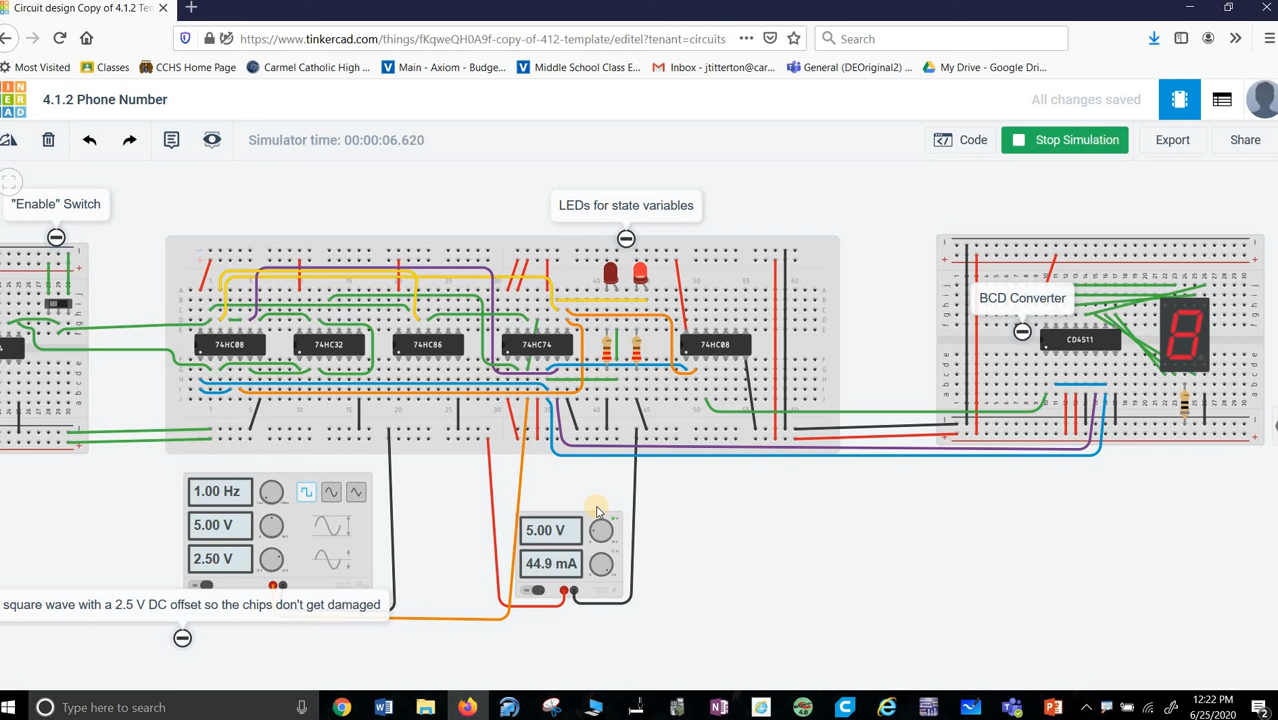 Circuit design Copy of 4.1.2 Ten
https://www.tinkercad.com/things/fKqweQH0A9f-copy-of-412-template/editel?tenant=circuits
Search
Most Visited
Classes
CCHS Home Page
Carmel Catholic High ...
Main - Axiom - Budge...
Middle School Class E...
Inbox - jtitterton@car...
General (DEOriginal2) ...
My Drive - Google Dri...
TIN
ER
AD
4.1.2 Phone Number
All changes saved
Simulator time: 00:00:06.620
Code
Stop Simulation
Export
Share
"Enable" Switch
LEDs for state variables
BCD Converter
74HC08
74HC32
74HC86
74HC74
74HC08
CD4511
1.00 Hz
5.00 V
2.50 V
5.00 V
44.9 mA
square wave with a 2.5 V DC offset so the chips don't get damaged
Type here to search
12:22 PM
6/25/2020